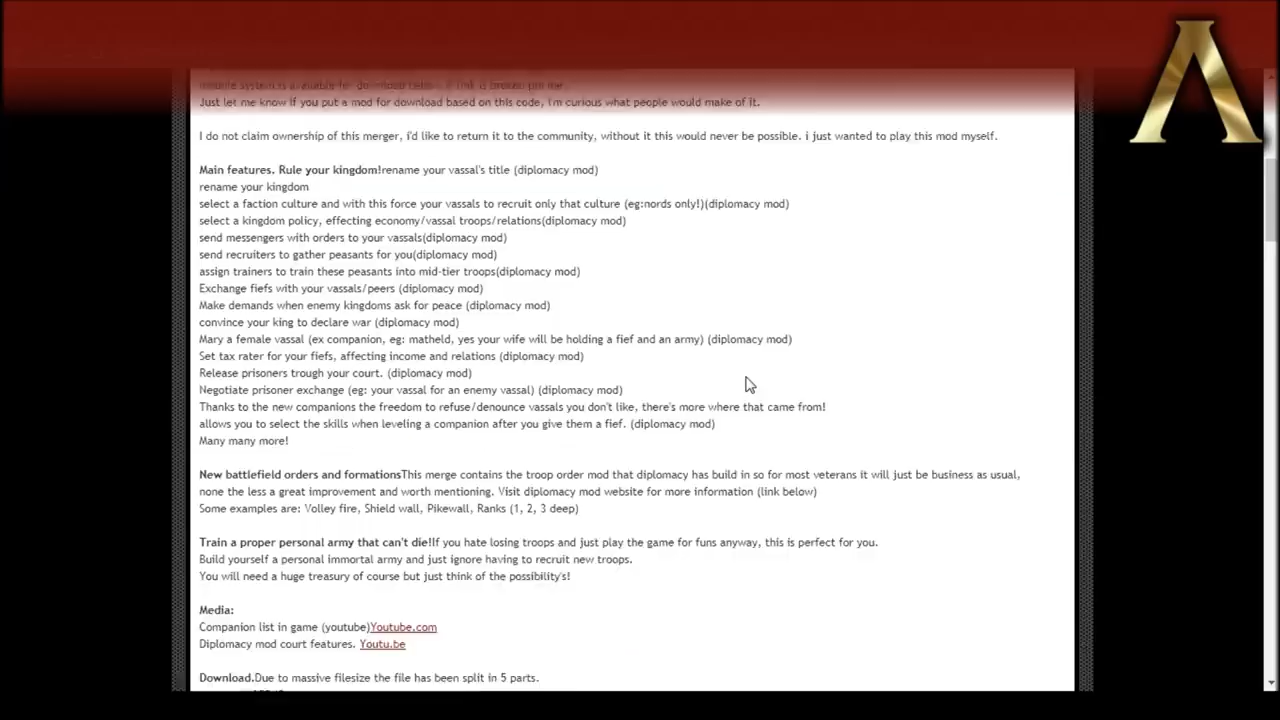 Just let me know if you put a mod for download based on this code, i'm curious what people would make of it.
I do not claim ownership of this merger, i'd like to return it to the community, without it this would never be possible. i just wanted to play this mod myself.
Main features. Rule your kingdom!rename your vassal's title (diplomacy mod)
rename your kingdom
select a faction culture and with this force your vassals to recruit only that culture (eg:nords only!)(diplomacy mod)
select a kingdom policy, effecting economy/vassal troops/relations(diplomacy mod)
send messengers with orders to your vassals(diplomacy mod)
send recruiters to gather peasants for you(diplomacy mod)
assign trainers to train these peasants into mid-tier troops(diplomacy mod)
Exchange fiefs with your vassals/peers (diplomacy mod)
Make demands when enemy kingdoms ask for peace (diplomacy mod)
convince your king to declare war (diplomacy mod)
Mary a female vassal (ex companion, eg: matheld, yes your wife will be holding a fief and an army) (diplomacy mod)
Set tax rater for your fiefs, affecting income and relations (diplomacy mod)
Release prisoners trough your court. (diplomacy mod)
Negotiate prisoner exchange (eg: your vassal for an enemy vassal) (diplomacy mod)
Thanks to the new companions the freedom to refuse/denounce vassals you don't like, there's more where that came from!
allows you to select the skills when leveling a companion after you give them a fief. (diplomacy mod)
Many many more!
New battlefield orders and formationsThis merge contains the troop order mod that diplomacy has build in so for most veterans it will just be business as usual,
none the less a great improvement and worth mentioning. Visit diplomacy mod website for more information (link below)
Some examples are: Volley fire, Shield wall, Pikewall, Ranks (1, 2, 3 deep)
Train a proper personal army that can't die!If you hate losing troops and just play the game for funs anyway, this is perfect for you.
Build yourself a personal immortal army and just ignore having to recruit new troops.
You will need a huge treasury of course but just think of the possibility's!
Media:
Companion list in game (youtube)Youtube.com
Diplomacy mod court features. Youtu.be
Download.Due to massive filesize the file has been split in 5 parts.